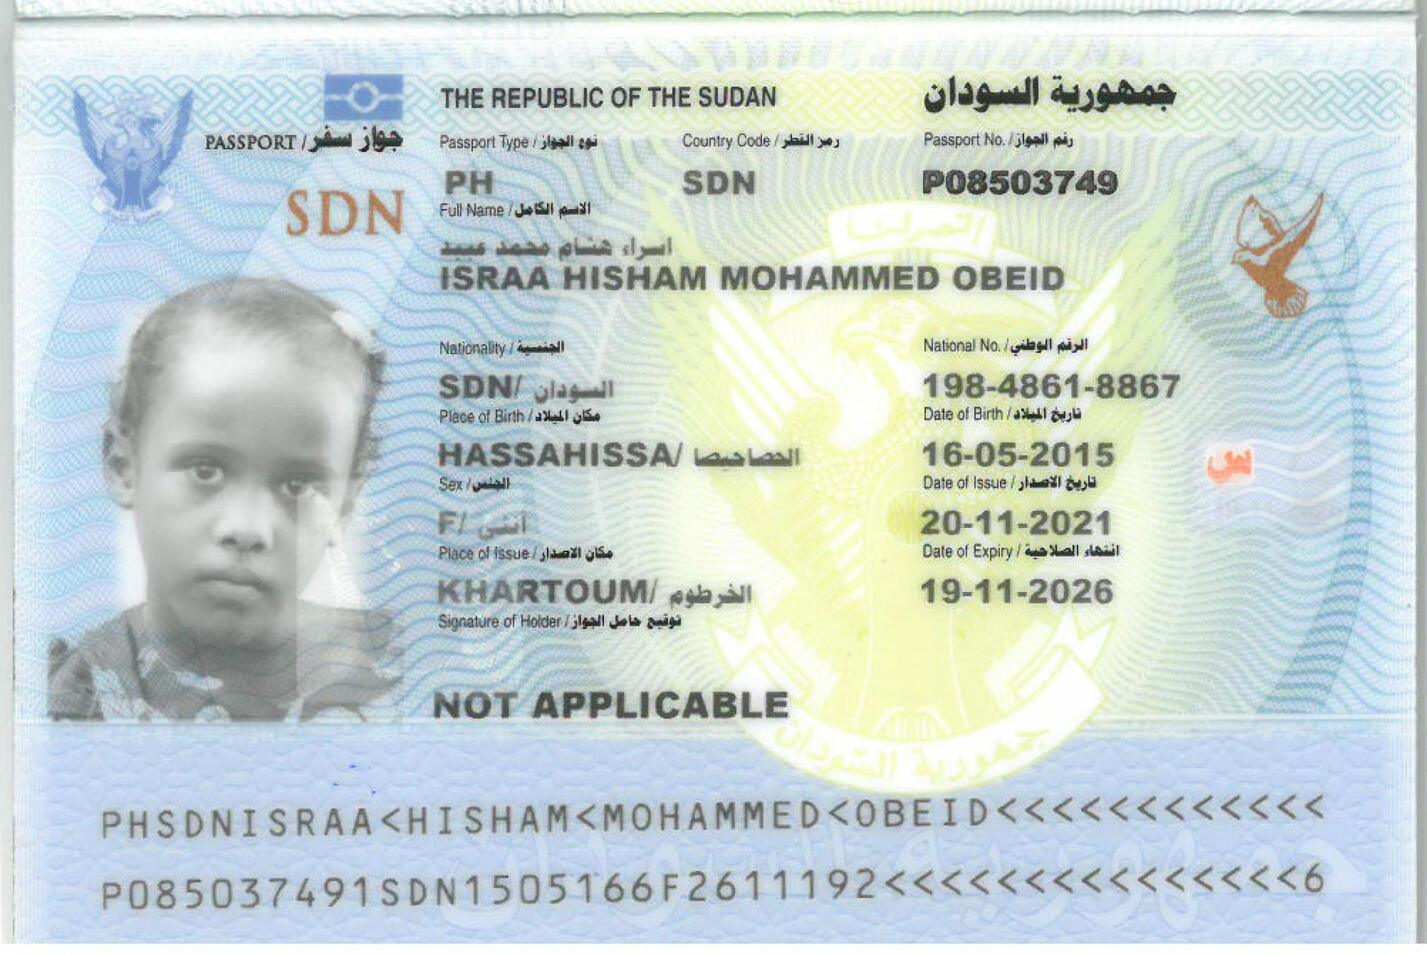 THE REPUBLIC OF THE SUDAN جمهورية السودان
PASSPORT / جواز سفر
Passport Type / نوع الجواز Country Code / رمز القطر Passport No. / رقم الجواز
PH SDN P08503749
SDN
Full Name / الاسم الكامل
اسراء هشام محمد عبيد
ISRAA HISHAM MOHAMMED OBEID
Nationality / الجنسية National No. / الرقم الوطني
SDN/ السودان 198-4861-8867
Place of Birth / مكان الميلاد Date of Birth / تاريخ الميلاد
HASSAHISSA/ الحصاحيصا 16-05-2015
س
Sex / الجنس Date of Issue / تاريخ الاصدار
F/ أنثى 20-11-2021
Place of Issue / مكان الاصدار Date of Expiry / انتهاء الصلاحية
KHARTOUM/ الخرطوم 19-11-2026
Signature of Holder / توقيع حامل الجواز
NOT APPLICABLE
النصر لنا
جمهورية السودان
PHSDNISRAA<HISHAM<MOHAMMED<OBEID<<<<<<<<<<<<
P085037491SDN1505166F2611192<<<<<<<<<<<<<<<6
جمهورية السودان